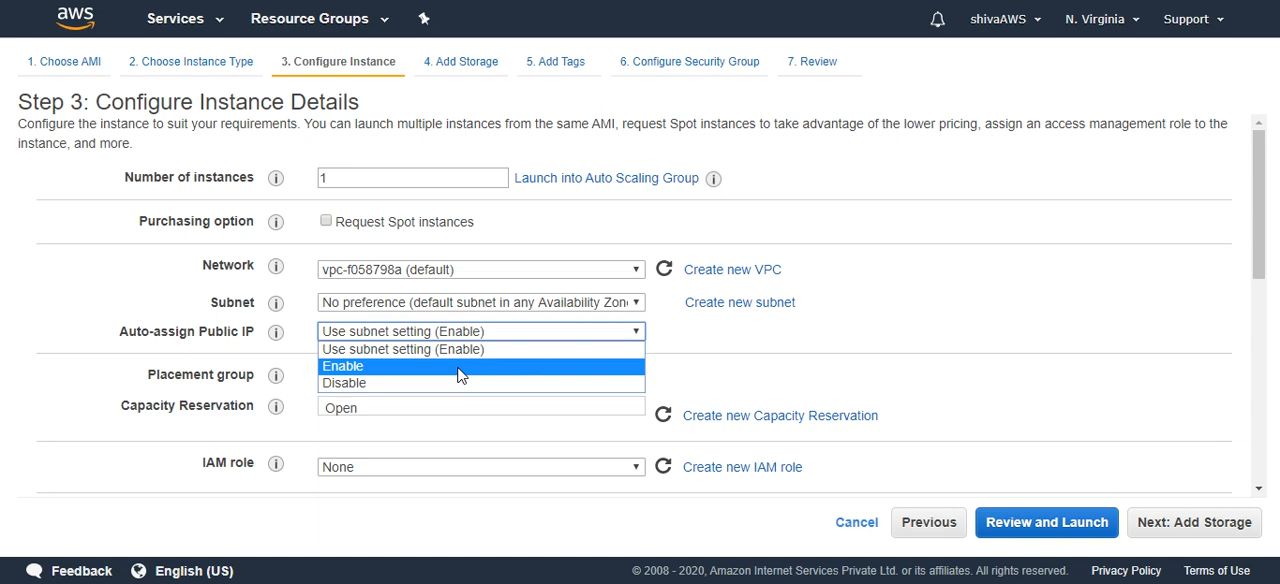 aws Services Resource Groups shivaAWS N. Virginia Support
1. Choose AMI 2. Choose Instance Type 3. Configure Instance 4. Add Storage 5. Add Tags 6. Configure Security Group 7. Review
Step 3: Configure Instance Details
Configure the instance to suit your requirements. You can launch multiple instances from the same AMI, request Spot instances to take advantage of the lower pricing, assign an access management role to the
instance, and more.
Number of instances i 1 Launch into Auto Scaling Group i
Purchasing option i Request Spot instances
Network i vpc-f058798a (default) Create new VPC
Subnet i No preference (default subnet in any Availability Zon Create new subnet
Auto-assign Public IP i Use subnet setting (Enable)
Use subnet setting (Enable)
Enable
Placement group i
Disable
Capacity Reservation i Open Create new Capacity Reservation
IAM role i None Create new IAM role
Cancel Previous Review and Launch Next: Add Storage
Feedback English (US) © 2008 - 2020, Amazon Internet Services Private Ltd. or its affiliates. All rights reserved. Privacy Policy Terms of Use